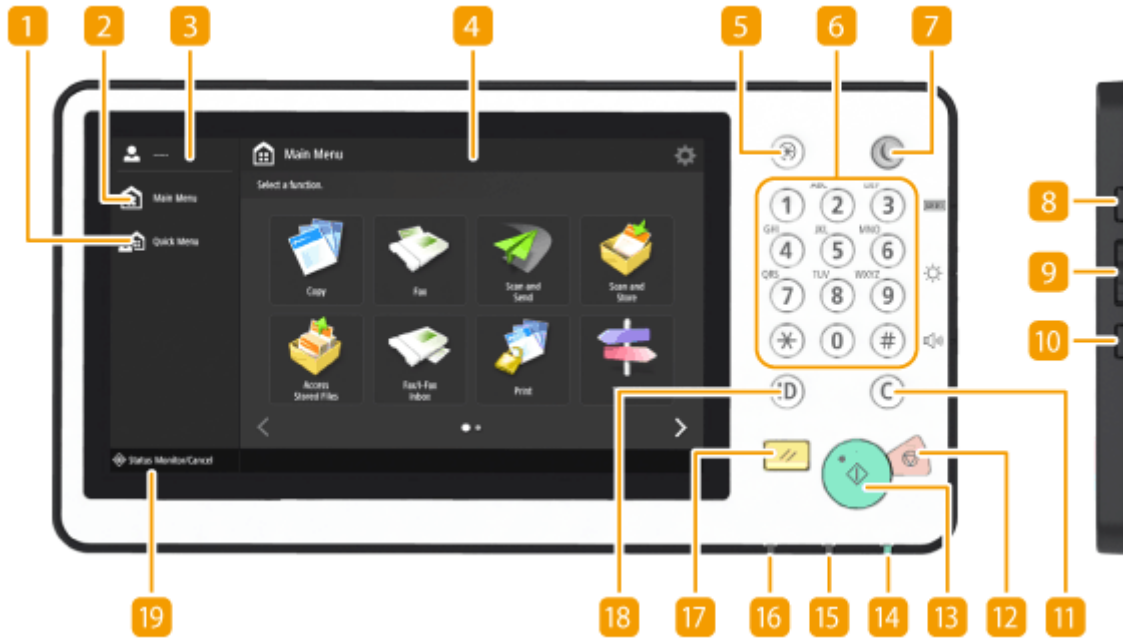 1
2
3
4
5
6
7
Main Menu
Select a function.
Main Menu
Quick Menu
Copy
Fax
Scan and
Send
Scan and
Store
Access
Stored Files
Fax/I-Fax
Inbox
Print
Status Monitor/Cancel
ABC DEF
1 2 3
GHI JKL MNO
4 5 6
QRS TUV WXYZ
7 8 9
0 #
ID C
8
9
10
19
18
17
16
15
14
13
12
11